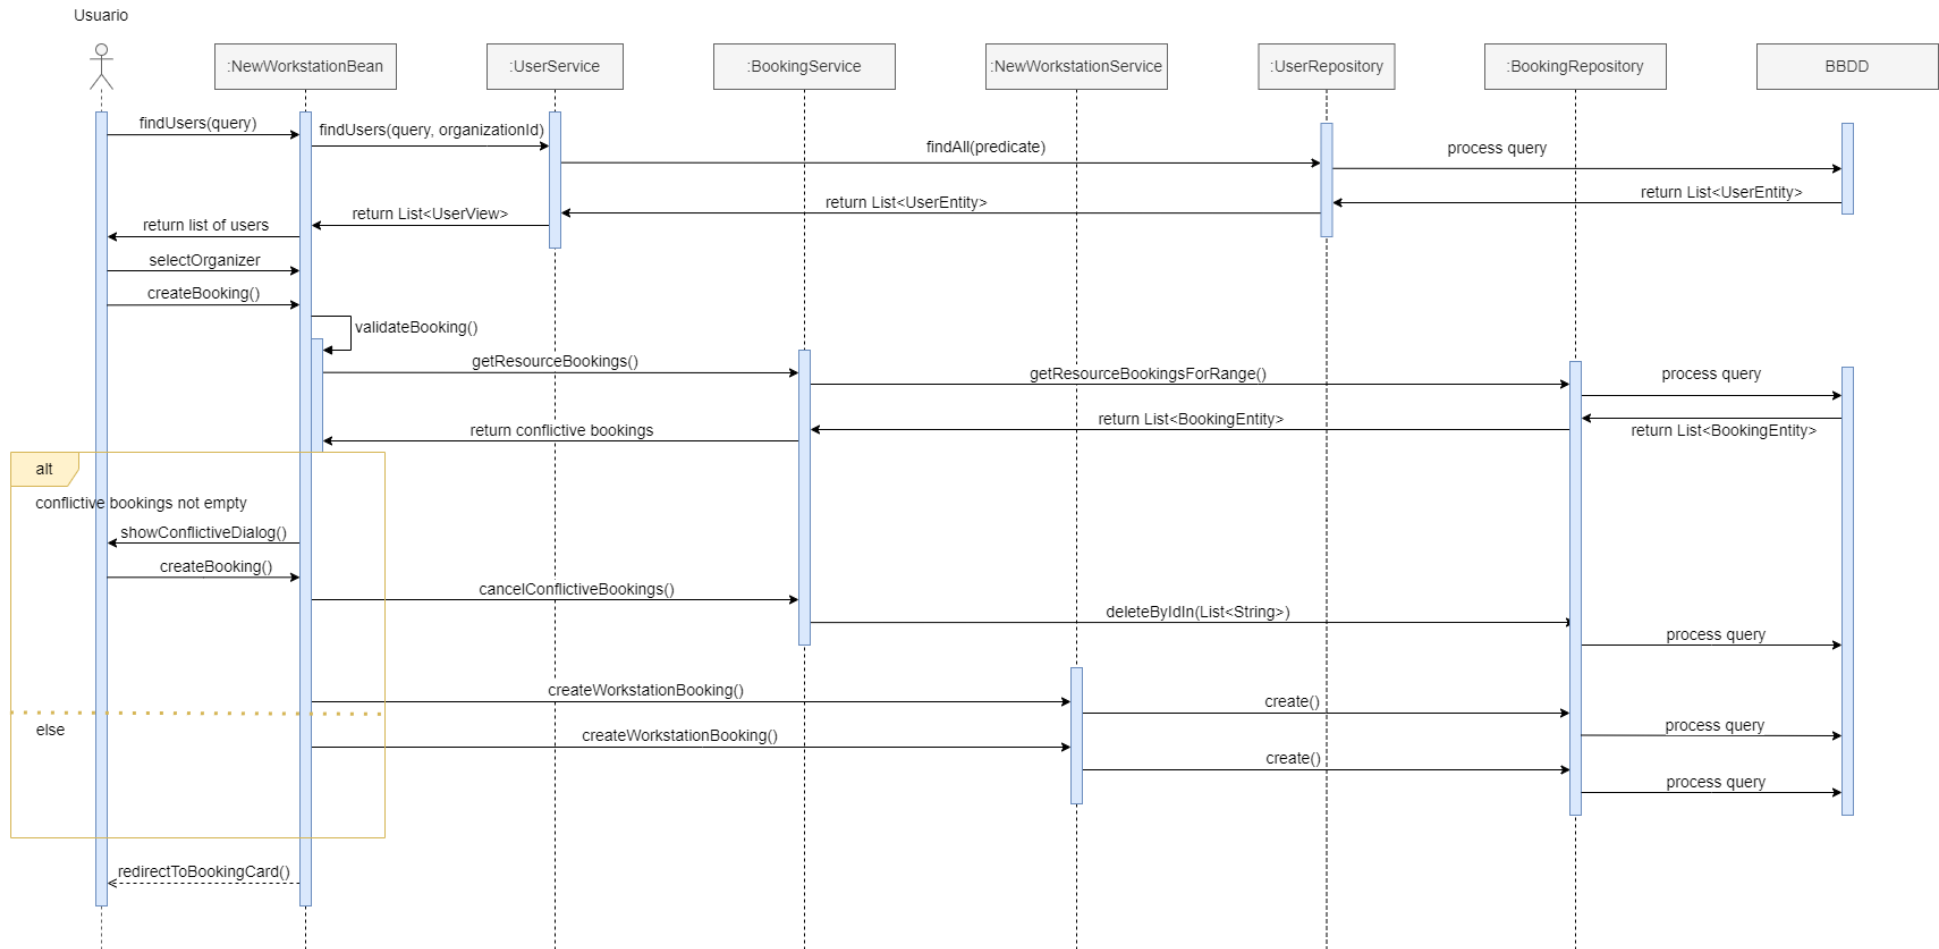 Usuario
:NewWorkstationBean
:UserService
:BookingService
:NewWorkstationService
:UserRepository
:BookingRepository
BBDD
findUsers(query)
findUsers(query, organizationId)
findAll(predicate)
process query
return List<UserEntity>
return List<UserEntity>
return List<UserView>
return list of users
selectOrganizer
createBooking()
validateBooking()
getResourceBookings()
getResourceBookingsForRange()
process query
return List<BookingEntity>
return List<BookingEntity>
return conflictive bookings
alt
conflictive bookings not empty
showConflictiveDialog()
createBooking()
cancelConflictiveBookings()
deleteByIdIn(List<String>)
process query
createWorkstationBooking()
create()
process query
else
createWorkstationBooking()
create()
process query
redirectToBookingCard()